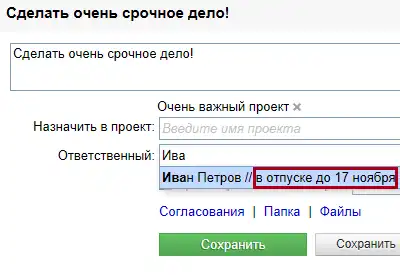 Сделать очень срочное дело!
Сделать очень срочное дело!
Очень важный проект ×
Назначить в проект: Введите имя проекта
Ответственный: Ива
Иван Петров // в отпуске до 17 ноября
Согласования | Папка | Файлы
Сохранить Сохранить